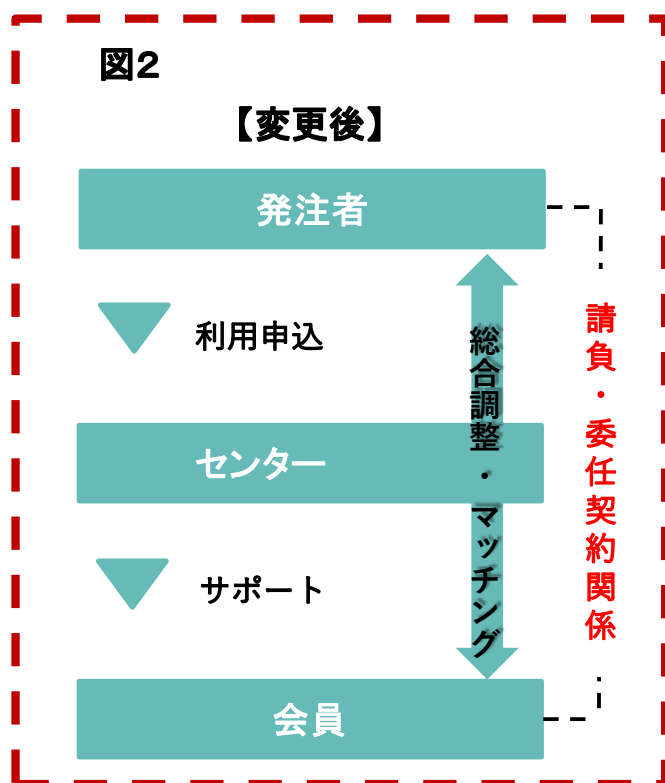 図2
【変更後】
発注者
利用申込
センター
サポート
会員
総合調整・マッチング
請負・委任契約関係